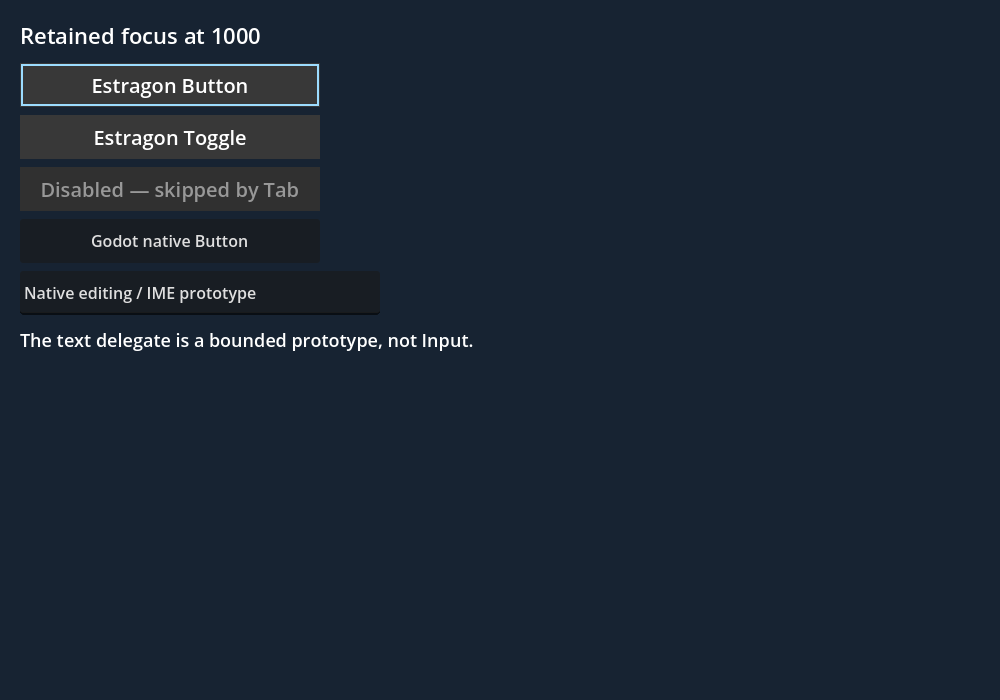 Retained focus at 1000
Estragon Button
Estragon Toggle
Disabled — skipped by Tab
Godot native Button
Native editing / IME prototype
The text delegate is a bounded prototype, not Input.